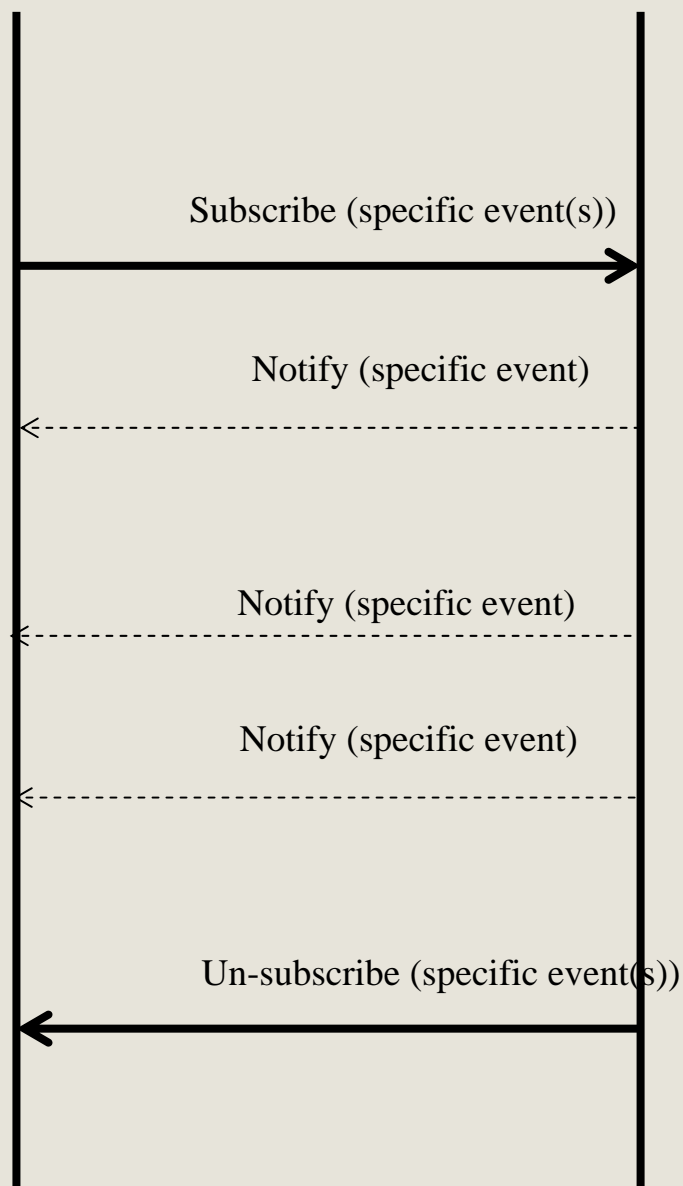 Subscribe (specific event(s))
Notify (specific event)
Notify (specific event)
Notify (specific event)
Un-subscribe (specific event(s))